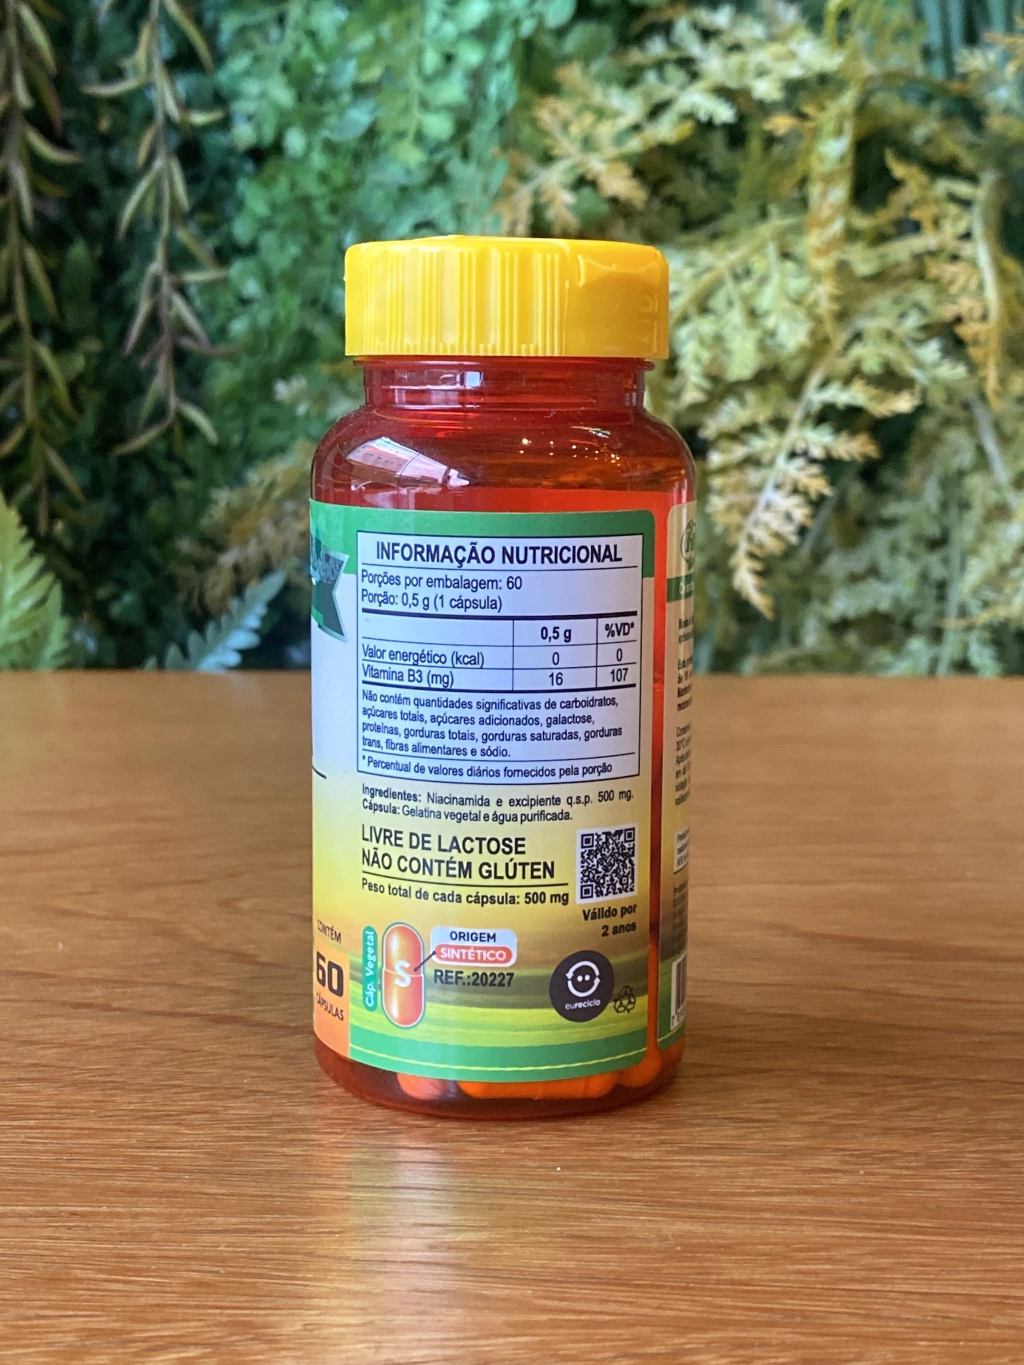 INFORMAÇÃO NUTRICIONAL
Porções por embalagem: 60
Porção: 0,5 g (1 cápsula)
0,5 g %VD*
Valor energético (kcal) 0 0
Vitamina B3 (mg) 16 107
Não contém quantidades significativas de carboidratos,
açúcares totais, açúcares adicionados, galactose,
proteínas, gorduras totais, gorduras saturadas, gorduras
trans, fibras alimentares e sódio.
* Percentual de valores diários fornecidos pela porção
Ingredientes: Niacinamida e excipiente q.s.p. 500 mg.
Cápsula: Gelatina vegetal e água purificada.
LIVRE DE LACTOSE
NÃO CONTÉM GLÚTEN
Peso total de cada cápsula: 500 mg
Válido por
2 anos
CONTÉM
60
CÁPSULAS
Cáp. Vegetal
S
ORIGEM
SINTÉTICO
REF.:20227
eureciclo